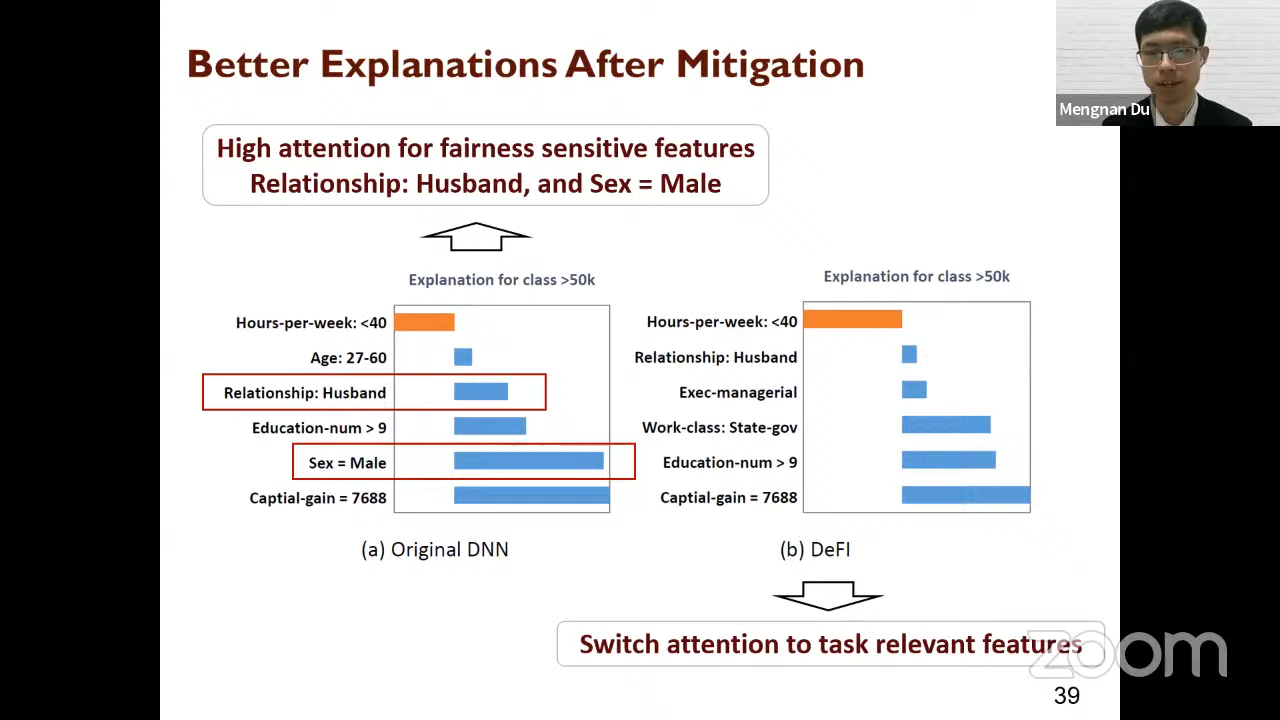 Better Explanations After Mitigation
Mengnan Du
High attention for fairness sensitive features
Relationship: Husband, and Sex = Male
Explanation for class >50k
Hours-per-week: <40
Age: 27-60
Relationship: Husband
Education-num > 9
Sex = Male
Captial-gain = 7688
(a) Original DNN
Explanation for class >50k
Hours-per-week: <40
Relationship: Husband
Exec-managerial
Work-class: State-gov
Education-num > 9
Captial-gain = 7688
(b) DeFI
Switch attention to task relevant features
zoom
39